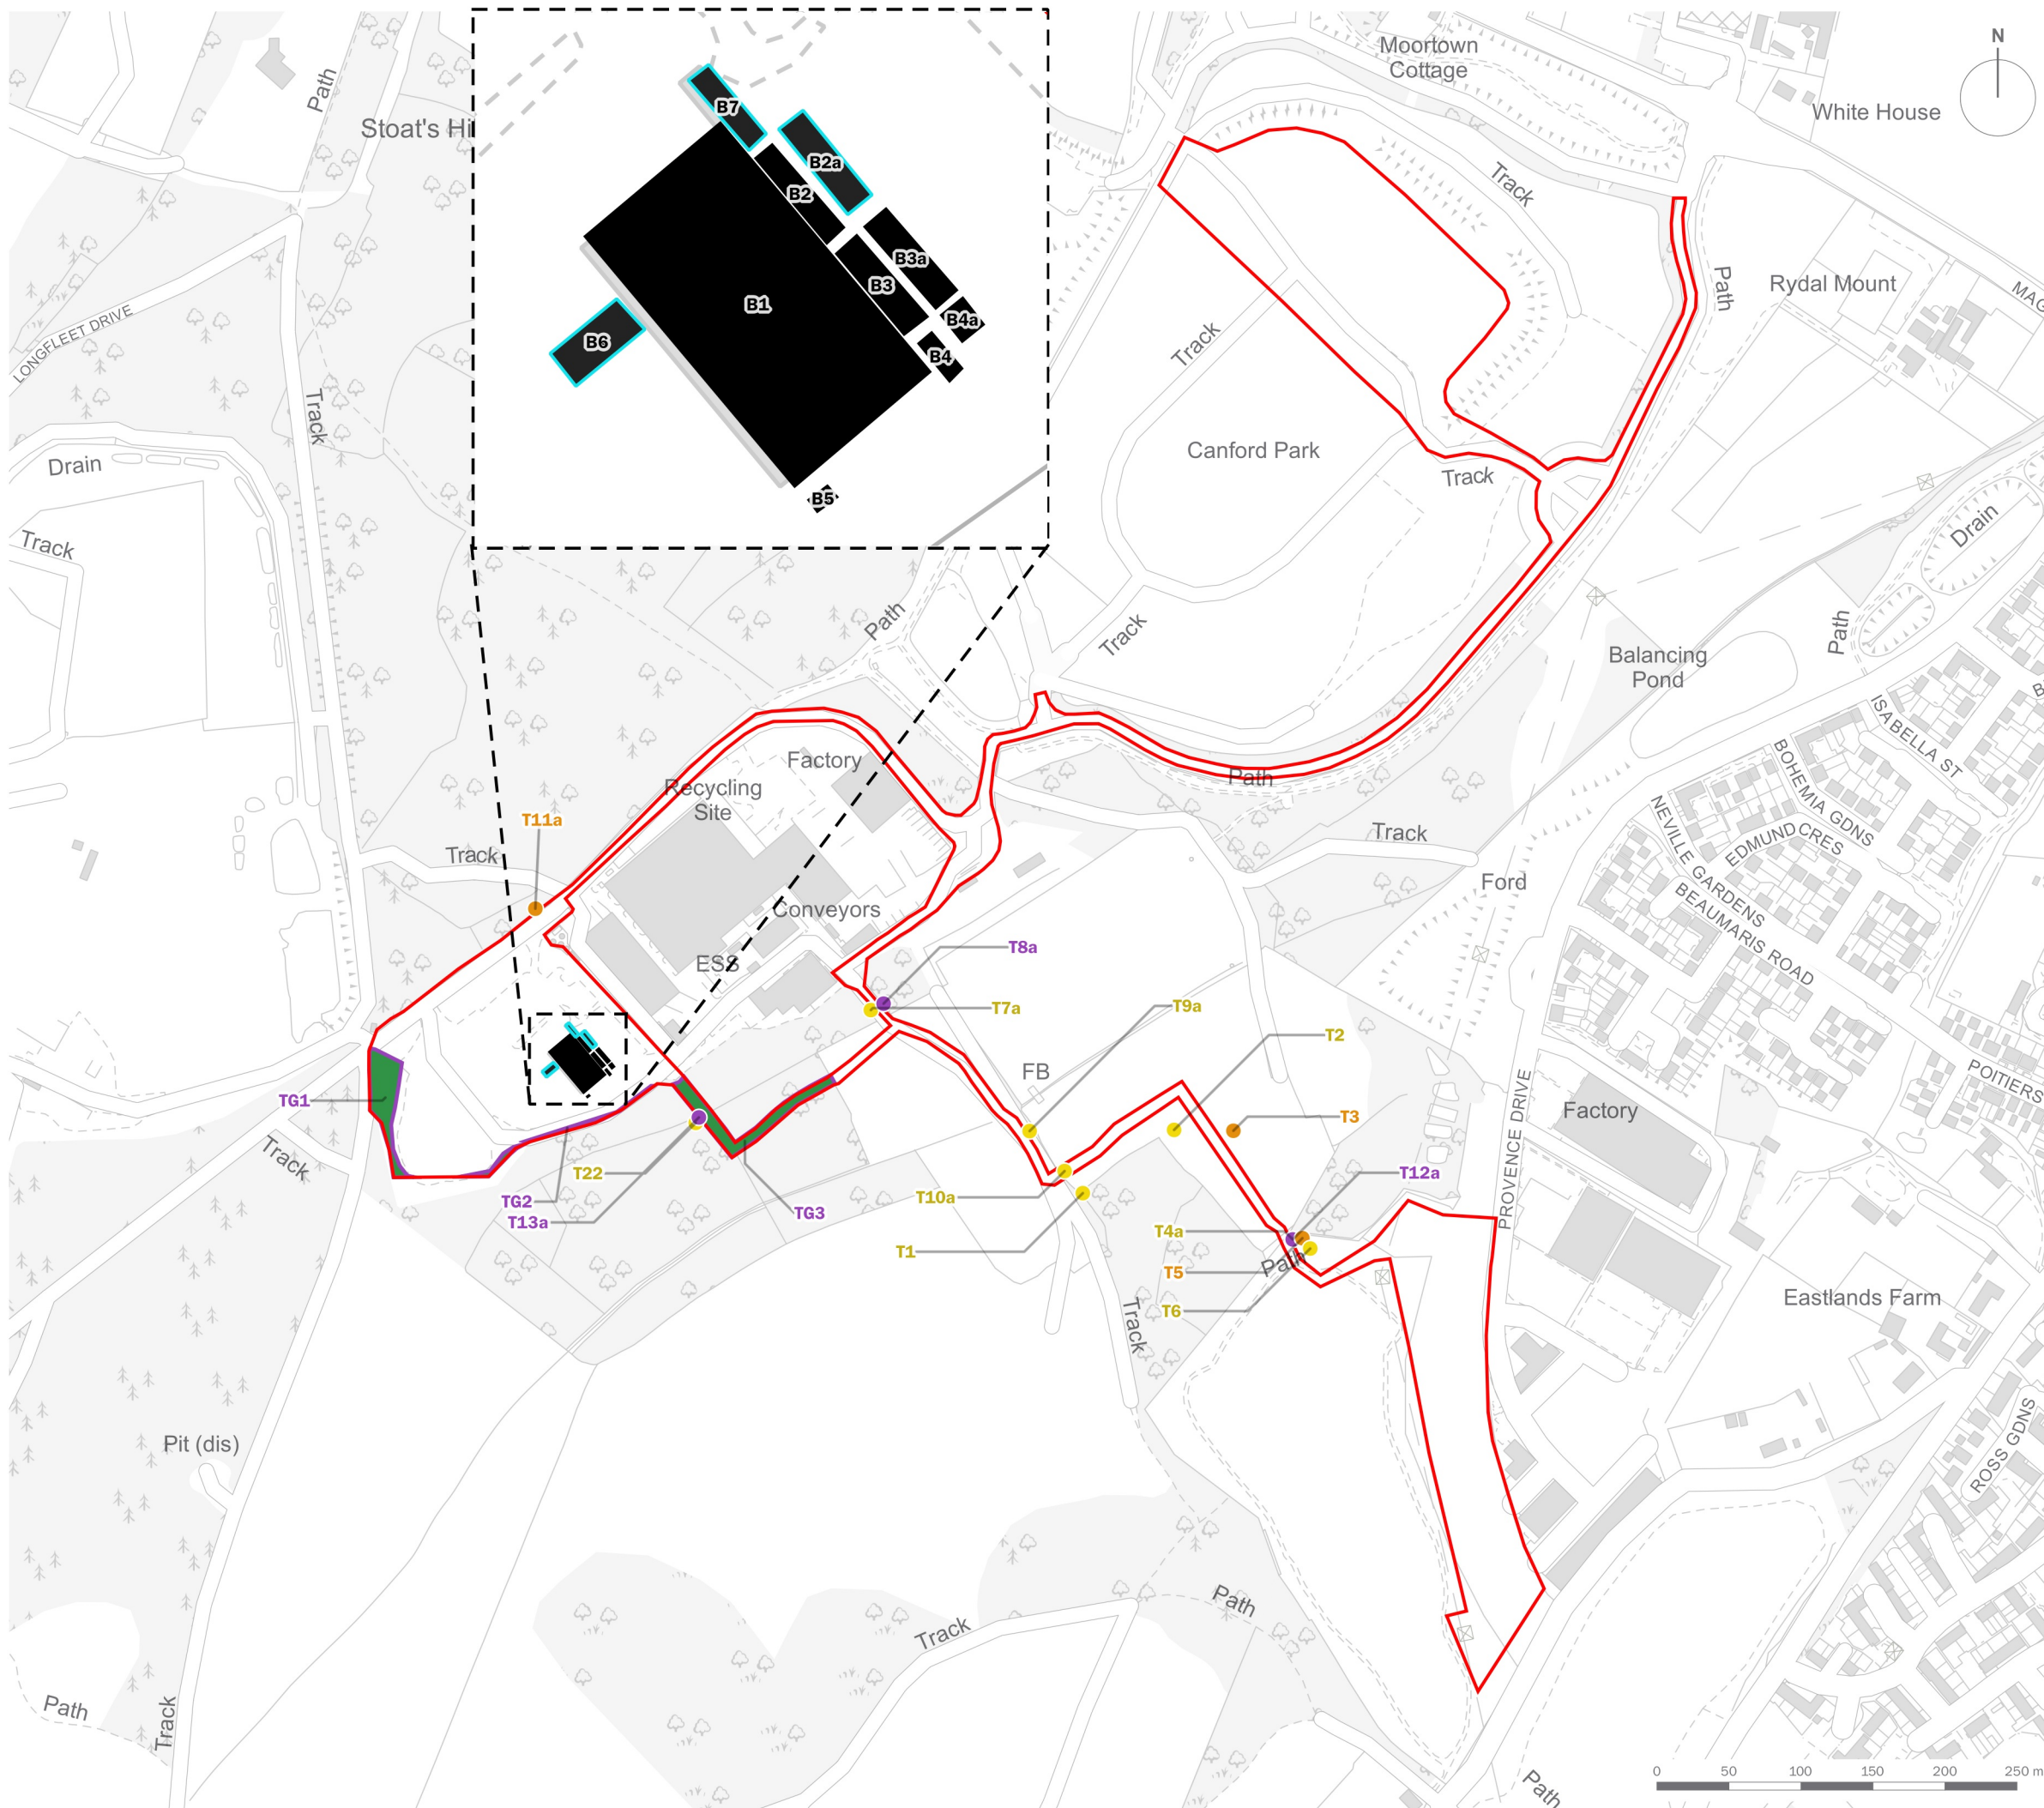 Moortown
Cottage
White House
N
Stoat's Hi
Path
Track
Path
Rydal Mount
MAG
LONGFLEET DRIVE
B7
B2a
B2
B3a
B3
B1
B4a
B4
B6
B5
Track
Track
Canford Park
Track
Drain
Track
Drain
Path
Path
Track
Balancing
Pond
ISABELLA ST
BOHEMIA GDNS
NEVILLE GARDENS
EDMUND CRES
BEAUMARIS ROAD
POITIERS
Factory
Recycling
Site
Path
Track
Track
T11a
Ford
Conveyors
ESS
T8a
T7a
T9a
T2
FB
TG1
T3
Factory
PROVENCE DRIVE
Track
T22
T12a
TG2
T13a
TG3
T10a
T4a
T1
T5
Path
T6
Track
Eastlands Farm
Pit (dis)
ROSS GDNS
Path
Track
Path
Track
Path
0 50 100 150 200 250 m